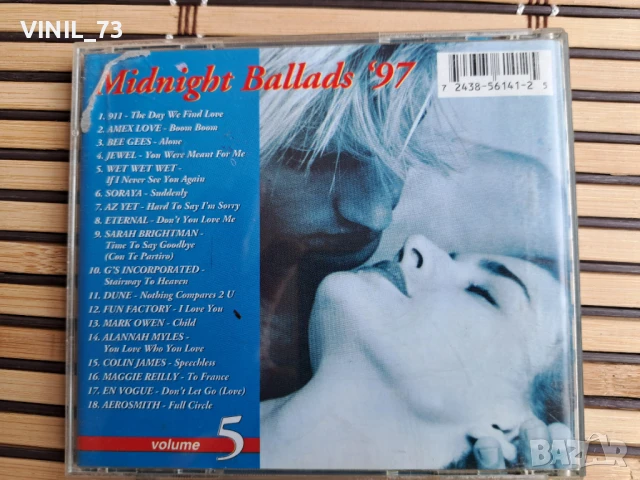 VINIL_73
Midnight Ballads '97
7 24385-6141-2 5
1. 911 - The Day We Find Love
2. AMEX LOVE - Boom Boom
3. BEE GEES - Alone
4. JEWEL - You Were Meant For Me
5. WET WET WET -
If I Never See You Again
6. SORAYA - Suddenly
7. AZ YET - Hard To Say I'm Sorry
8. ETERNAL - Don't You Love Me
9. SARAH BRIGHTMAN -
Time To Say Goodbye
(Con Te Partiro)
10. G'S INCORPORATED -
Stairway To Heaven
11. DUNE - Nothing Compares 2 U
12. FUN FACTORY - I Love You
13. MARK OWEN - Child
14. ALANNAH MYLES -
You Love Who You Love
15. COLIN JAMES - Speechless
16. MAGGIE REILLY - To France
17. EN VOGUE - Don't Let Go (Love)
18. AEROSMITH - Full Circle
volume 5
BAZAR